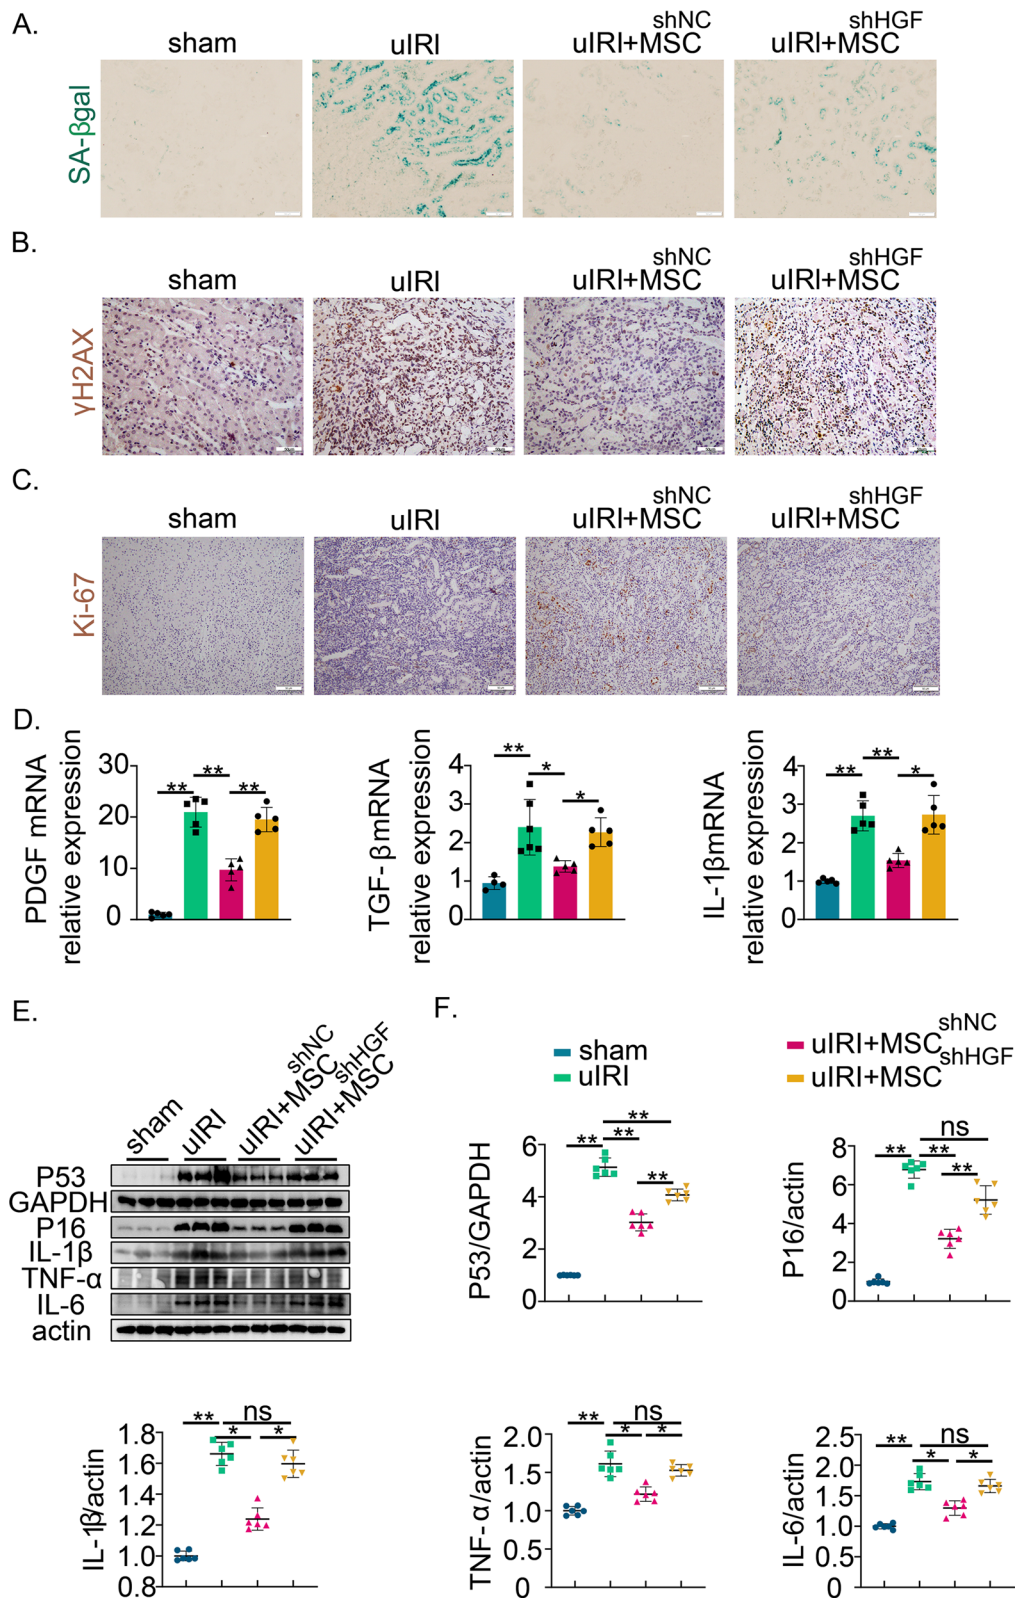 A.
sham
uIRI
uIRI+MSC shNC
uIRI+MSC shHGF
SA-βgal
B.
sham
uIRI
uIRI+MSC shNC
uIRI+MSC shHGF
γH2AX
C.
sham
uIRI
uIRI+MSC shNC
uIRI+MSC shHGF
Ki-67
D.
PDGF mRNA
relative expression
30
20
10
0
**
**
**
TGF-βmRNA
relative expression
4
3
2
1
0
**
*
*
IL-1βmRNA
relative expression
4
3
2
1
0
**
**
*
E.
sham
uIRI
uIRI+MSC shNC
uIRI+MSC shHGF
P53
GAPDH
P16
IL-1β
TNF-α
IL-6
actin
F.
sham
uIRI
uIRI+MSC shNC
uIRI+MSC shHGF
P53/GAPDH
6
4
2
0
**
**
**
**
P16/actin
8
6
4
2
0
**
**
ns
**
IL-1β/actin
1.8
1.6
1.4
1.2
1.0
0.8
**
*
ns
*
TNF-α/actin
2.0
1.5
1.0
0.5
0
**
*
ns
*
IL-6/actin
2.5
2.0
1.5
1.0
0.5
0
**
*
ns
*